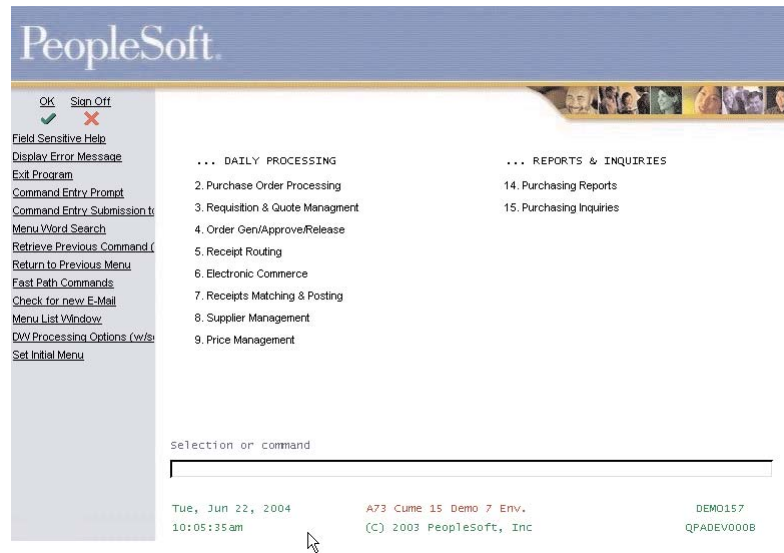 PeopleSoft.
OK Sign Off
Field Sensitive Help
Display Error Message
Exit Program
Command Entry Prompt
Command Entry Submission to
Menu Word Search
Retrieve Previous Command (
Return to Previous Menu
Fast Path Commands
Check for new E-Mail
Menu List Window
DW Processing Options (w/s
Set Initial Menu
... DAILY PROCESSING
2. Purchase Order Processing
3. Requisition & Quote Managment
4. Order Gen/Approve/Release
5. Receipt Routing
6. Electronic Commerce
7. Receipts Matching & Posting
8. Supplier Management
9. Price Management
... REPORTS & INQUIRIES
14. Purchasing Reports
15. Purchasing Inquiries
Selection or command
Tue, Jun 22, 2004 A73 Cume 15 Demo 7 Env. DEMO157
10:05:35am (C) 2003 PeopleSoft, Inc QPADEV000B